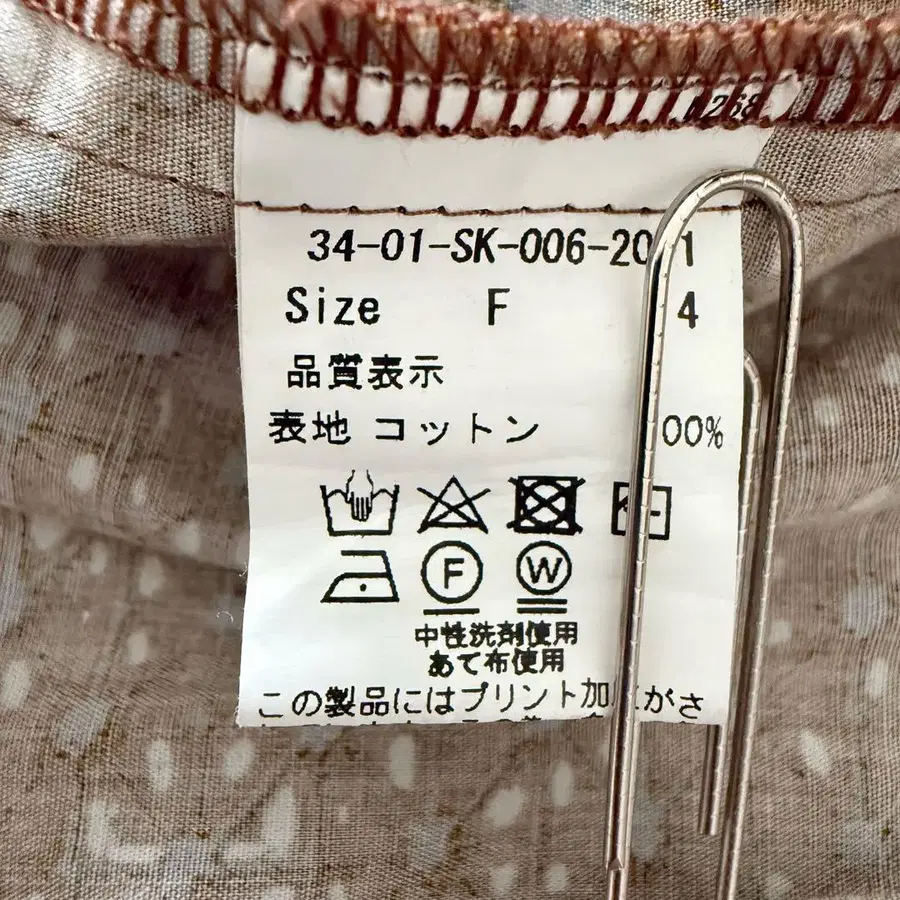 268
34-01-SK-006-20 1
Size F 4
品質表示
表地 コットン 00%
F W
中性洗剤使用
あて布使用
この製品にはプリント加 がさ